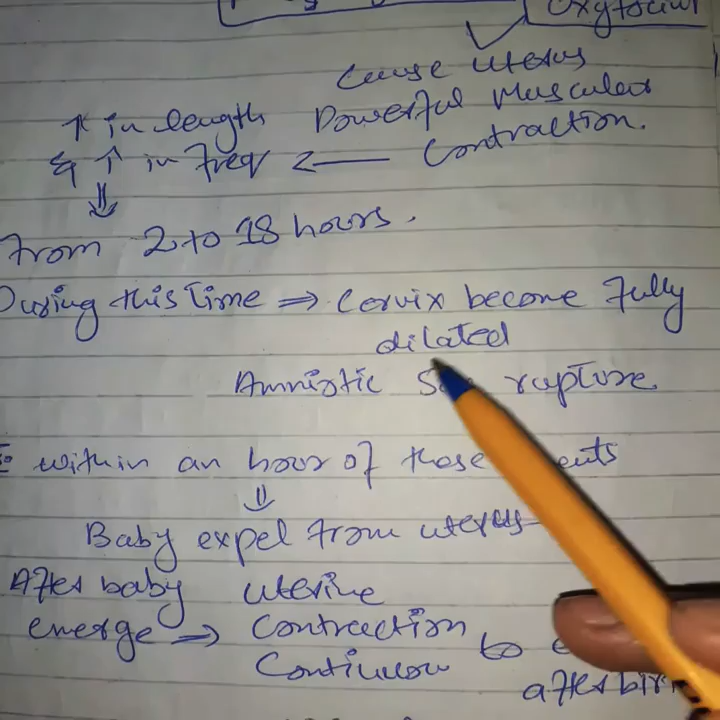 Oxytocin
Cause uterus
↑ in length Powerful Muscular
& ↑ in Freq ← Contraction.
⇓
From 2 to 18 hours.
During this Time ⇒ Cervix become Fully
dilated
Amniotic rupture.
within an hour of those
⇓
Baby expel From uterus
After baby Uterine
emerge ⇒ Contraction to
Continuou